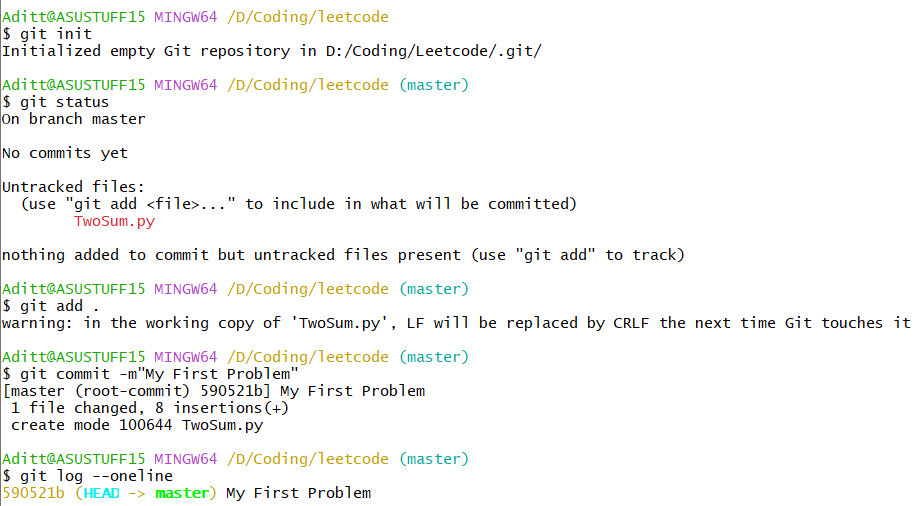 Aditt@ASUSTUFF15 MINGW64 /D/Coding/leetcode
$ git init
Initialized empty Git repository in D:/Coding/Leetcode/.git/
Aditt@ASUSTUFF15 MINGW64 /D/Coding/leetcode (master)
$ git status
On branch master
No commits yet
Untracked files:
  (use "git add <file>..." to include in what will be committed)
        TwoSum.py
nothing added to commit but untracked files present (use "git add" to track)
Aditt@ASUSTUFF15 MINGW64 /D/Coding/leetcode (master)
$ git add .
warning: in the working copy of 'TwoSum.py', LF will be replaced by CRLF the next time Git touches it
Aditt@ASUSTUFF15 MINGW64 /D/Coding/leetcode (master)
$ git commit -m"My First Problem"
[master (root-commit) 590521b] My First Problem
 1 file changed, 8 insertions(+)
 create mode 100644 TwoSum.py
Aditt@ASUSTUFF15 MINGW64 /D/Coding/leetcode (master)
$ git log --oneline
590521b (HEAD -> master) My First Problem